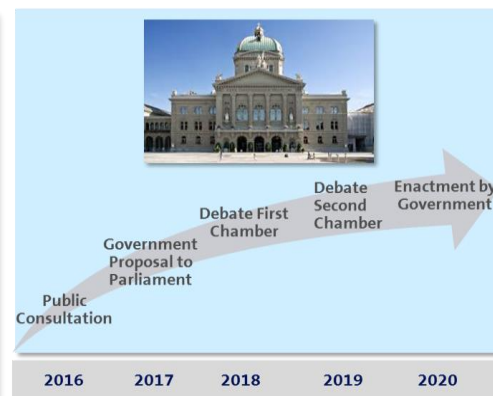 Public
Consultation
Government
Proposal to
Parliament
Debate First
Chamber
Debate
Second
Chamber
Enactment by
Government
2016 2017 2018 2019 2020